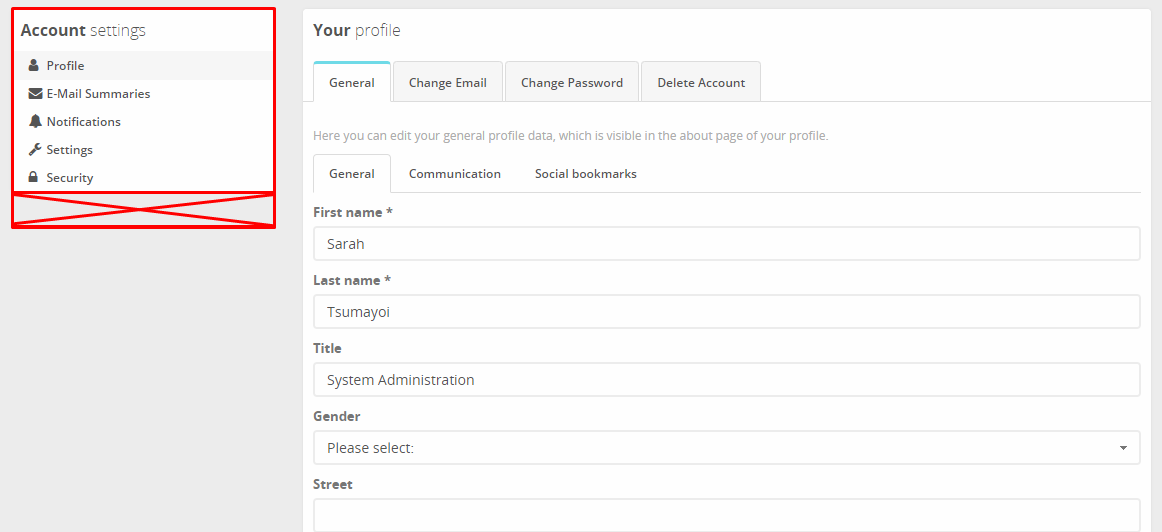 Account settings
Profile
E-Mail Summaries
Notifications
Settings
Security
Your profile
General Change Email Change Password Delete Account
Here you can edit your general profile data, which is visible in the about page of your profile.
General Communication Social bookmarks
First name *
Sarah
Last name *
Tsumayoi
Title
System Administration
Gender
Please select:
Street